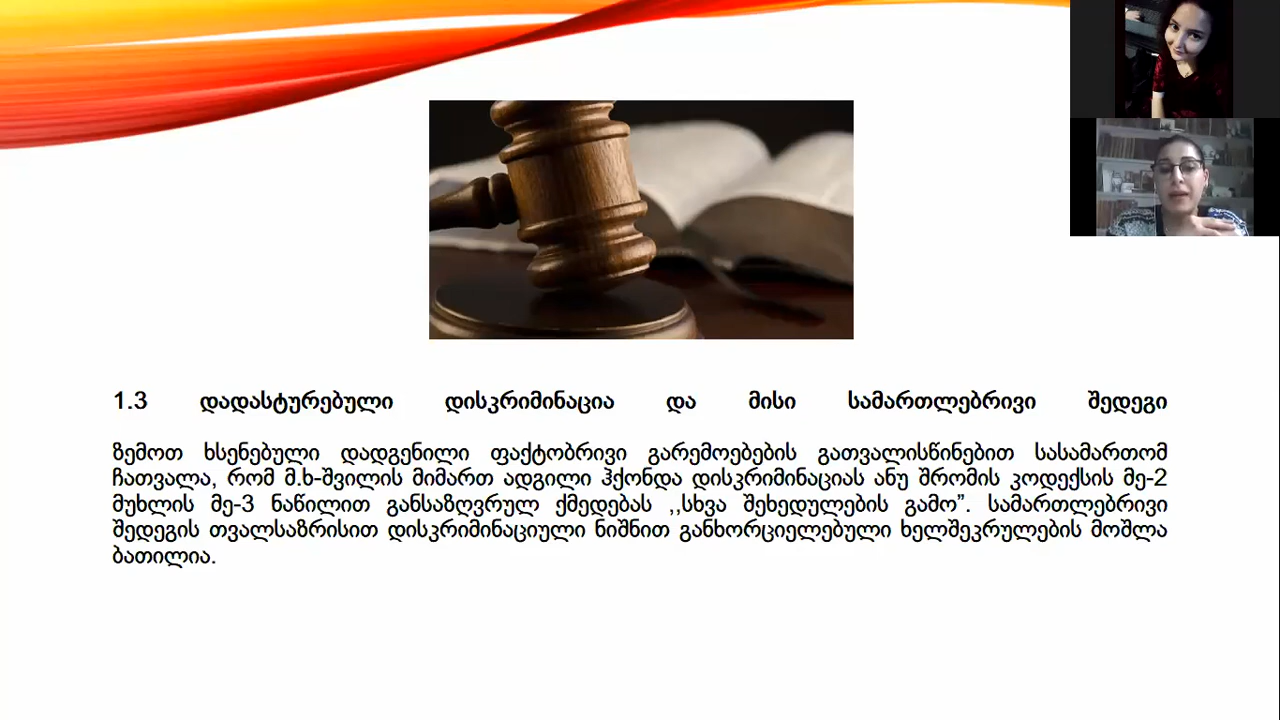 1.3 დადასტურებული დისკრიმინაცია და მისი სამართლებრივი შედეგი
ზემოთ ხსენებული დადგენილი ფაქტობრივი გარემოებების გათვალისწინებით სასამართომ
ჩათვალა, რომ მ.ხ-შვილის მიმართ ადგილი ჰქონდა დისკრიმინაციას ანუ შრომის კოდექსის მე-2
მუხლის მე-3 ნაწილით განსაზღვრულ ქმედებას ,,სხვა შეხედულების გამო”. სამართლებრივი
შედეგის თვალსაზრისით დისკრიმინაციული ნიშნით განხორციელებული ხელშეკრულების მოშლა
ბათილია.